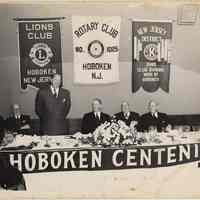 LIONS
CLUB
HOBOKEN
NEW JERSEY
ROTARY CLUB
NO. 1025
HOBOKEN
N.J.
NEW JERSEY
DISTRICT
K
HOBOKEN CENTENI